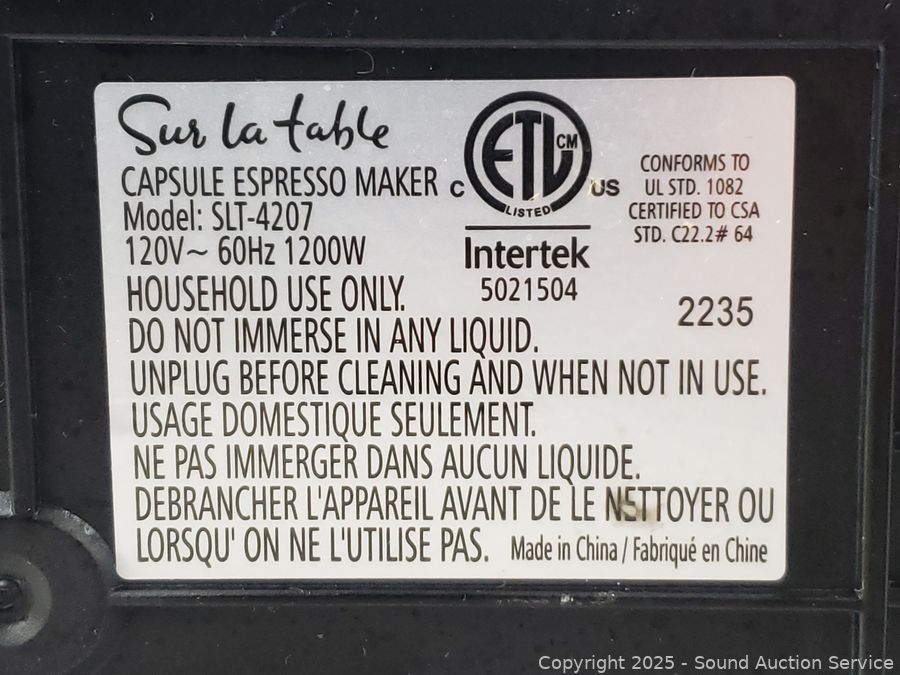 Sur la table
CAPSULE ESPRESSO MAKER
Model: SLT-4207
120V~ 60Hz 1200W
C ETL CM US
LISTED
Intertek
5021504
CONFORMS TO
UL STD. 1082
CERTIFIED TO CSA
STD. C22.2# 64
2235
HOUSEHOLD USE ONLY.
DO NOT IMMERSE IN ANY LIQUID.
UNPLUG BEFORE CLEANING AND WHEN NOT IN USE.
USAGE DOMESTIQUE SEULEMENT.
NE PAS IMMERGER DANS AUCUN LIQUIDE.
DEBRANCHER L'APPAREIL AVANT DE LE NETTOYER OU
LORSQU' ON NE L'UTILISE PAS.
Made in China / Fabriqué en Chine
Copyright 2025 - Sound Auction Service